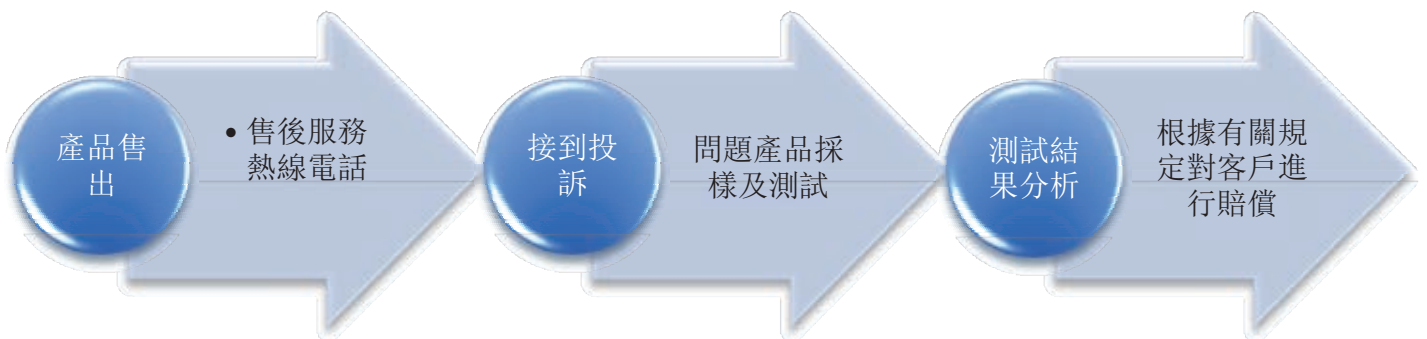 產品售
出
• 售後服務
熱線電話
接到投
訴
問題產品採
樣及測試
測試結
果分析
根據有關規
定對客戶進
行賠償